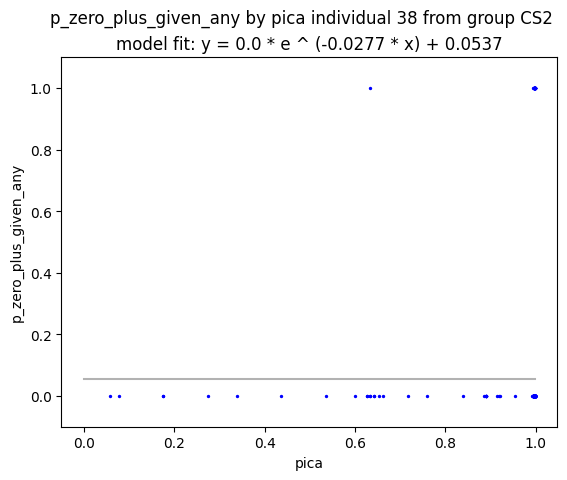 p_zero_plus_given_any by pica individual 38 from group CS2
model fit: y = 0.0 * e ^ (-0.0277 * x) + 0.0537
1.0
0.8
0.6
0.4
0.2
0.0
p_zero_plus_given_any
0.0 0.2 0.4 0.6 0.8 1.0
pica